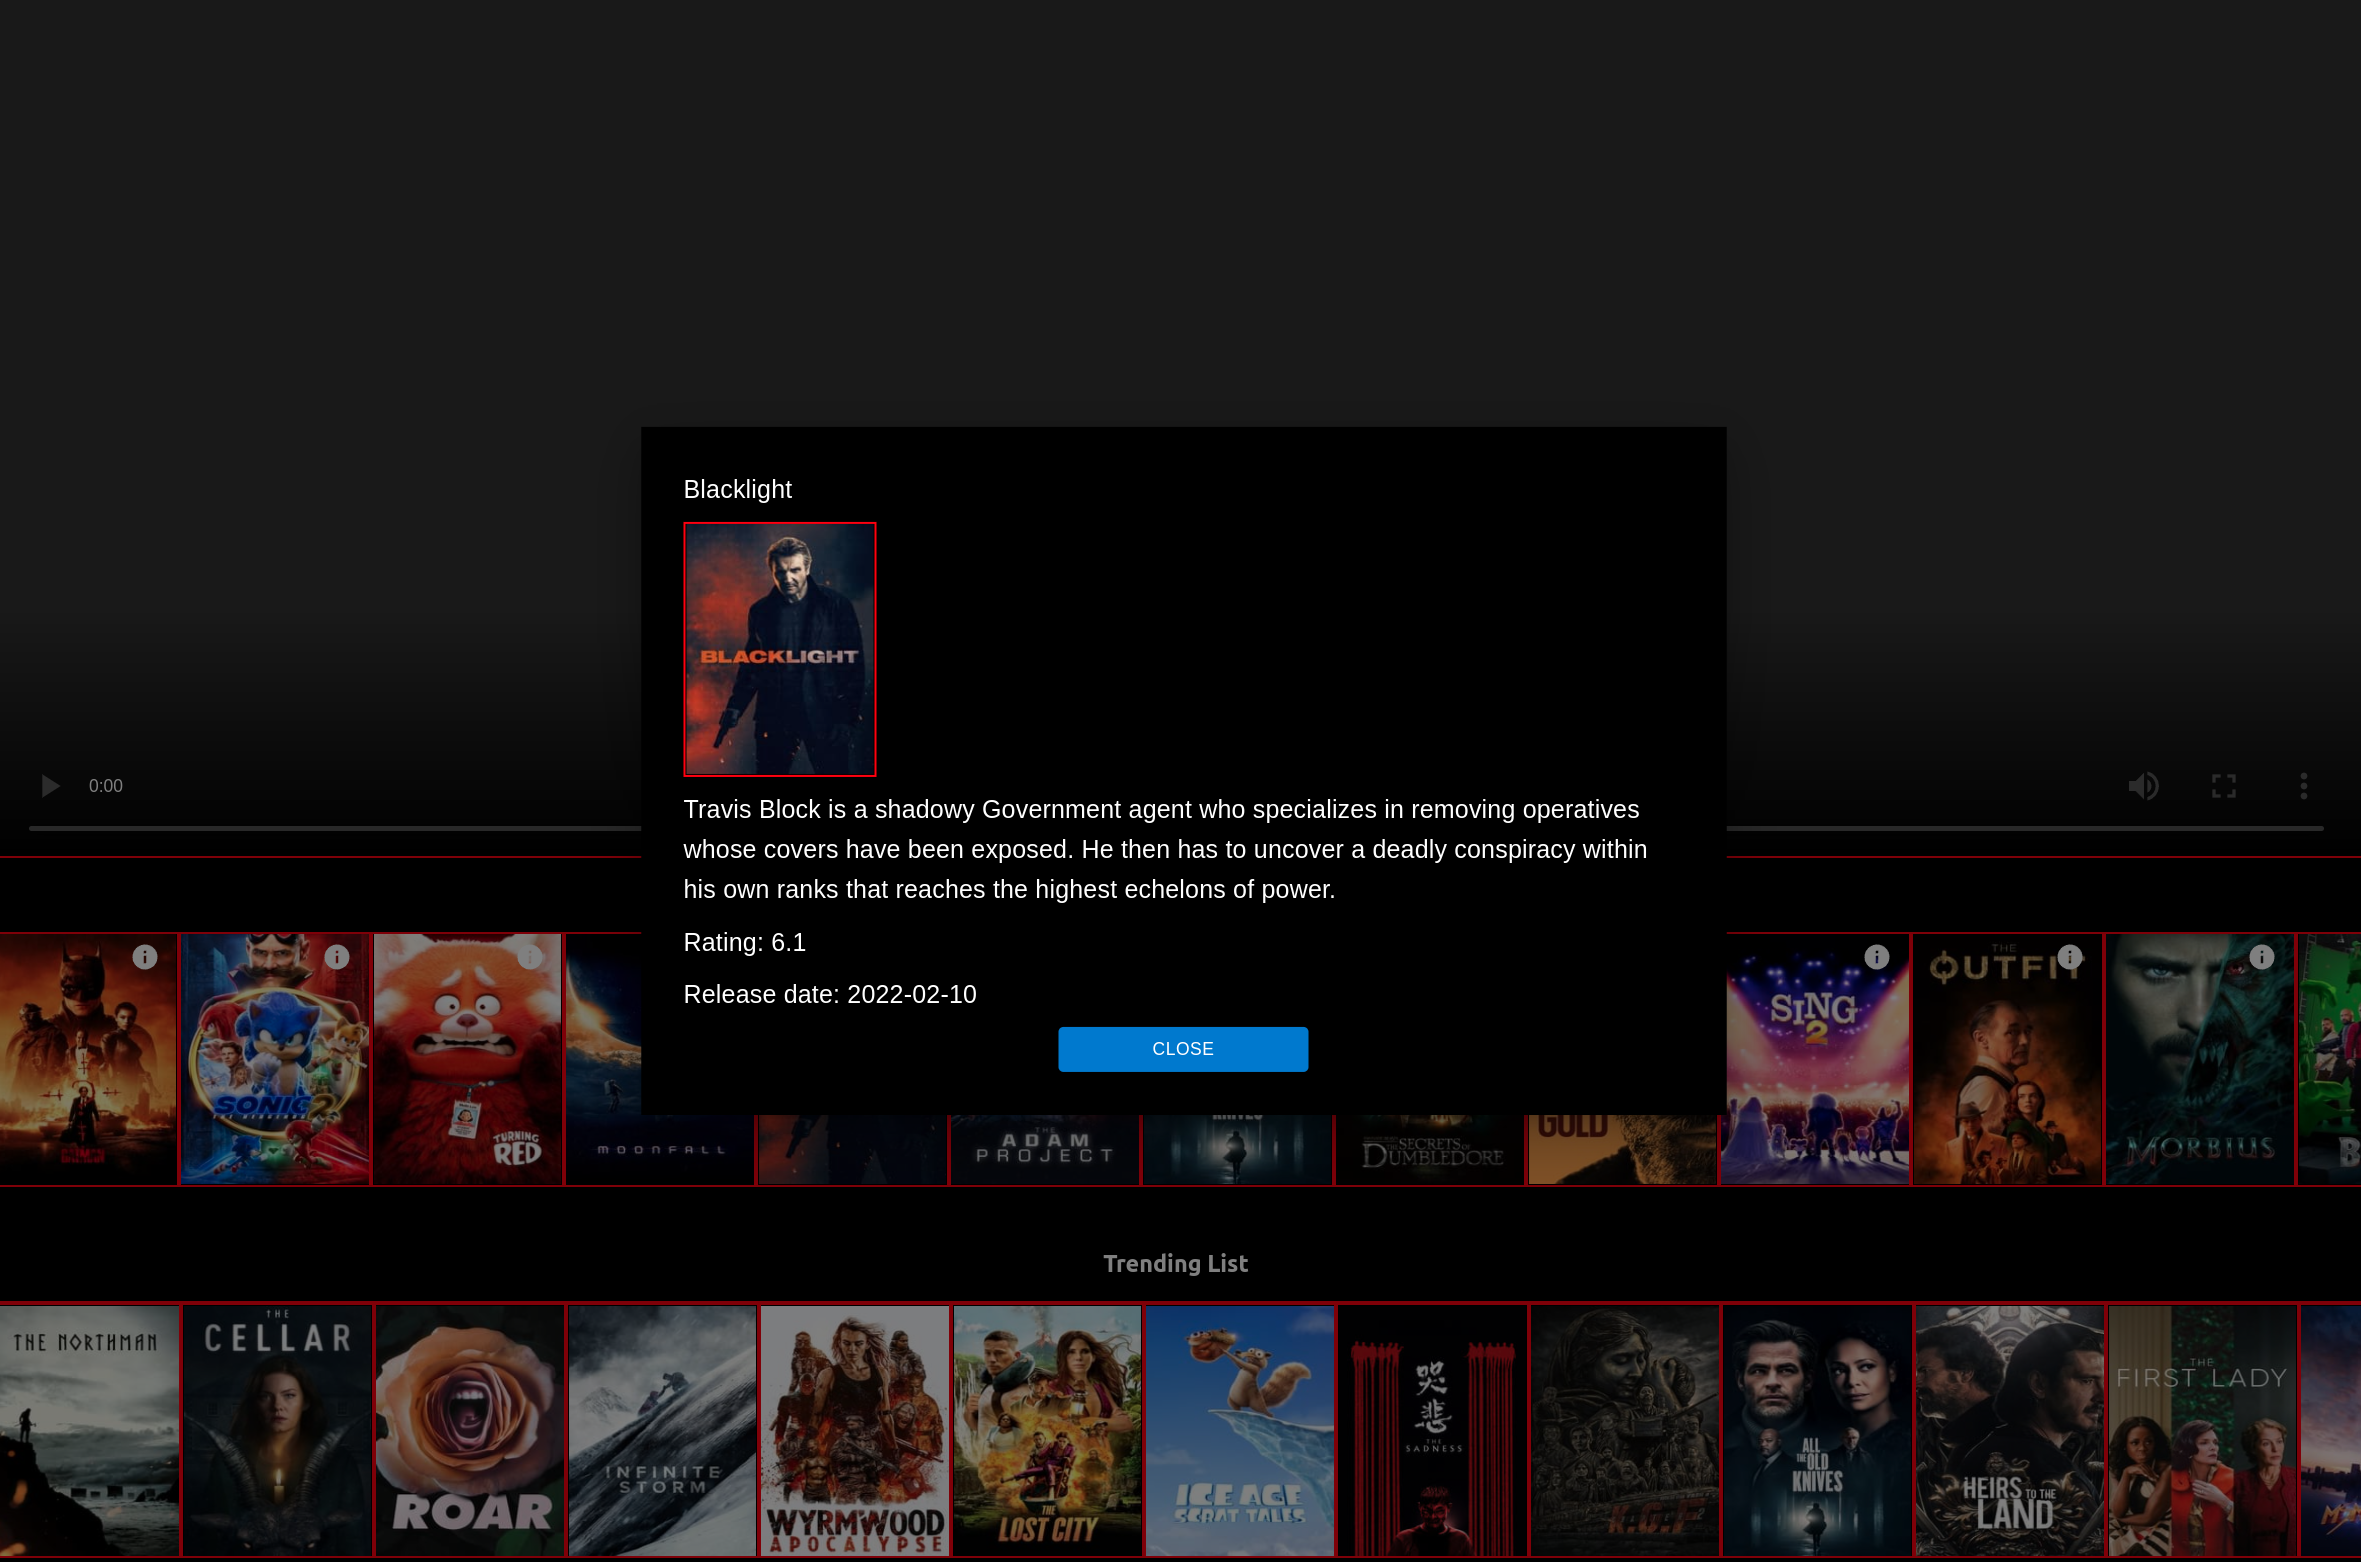 Blacklight
BLACKLIGHT
Travis Block is a shadowy Government agent who specializes in removing operatives
whose covers have been exposed. He then has to uncover a deadly conspiracy within
his own ranks that reaches the highest echelons of power.
Rating: 6.1
Release date: 2022-02-10
CLOSE
0:00
SONIC 2
TURNING
RED
MOONFALL
THE
ADAM
PROJECT
KNIVES
SECRETS OF
DUMBLEDORE
GOLD
SING
2
THE
OUTFIT
MORBIUS
B
Trending List
THE NORTHMAN
THE
CELLAR
ROAR
INFINITE
STORM
WYRMWOOD
APOCALYPSE
THE
LOST CITY
ICE AGE
SCRAT TALES
哭
悲
THE
SADNESS
K.G.F
ALL
THE OLD
KNIVES
HEIRS TO THE
LAND
THE
FIRST LADY